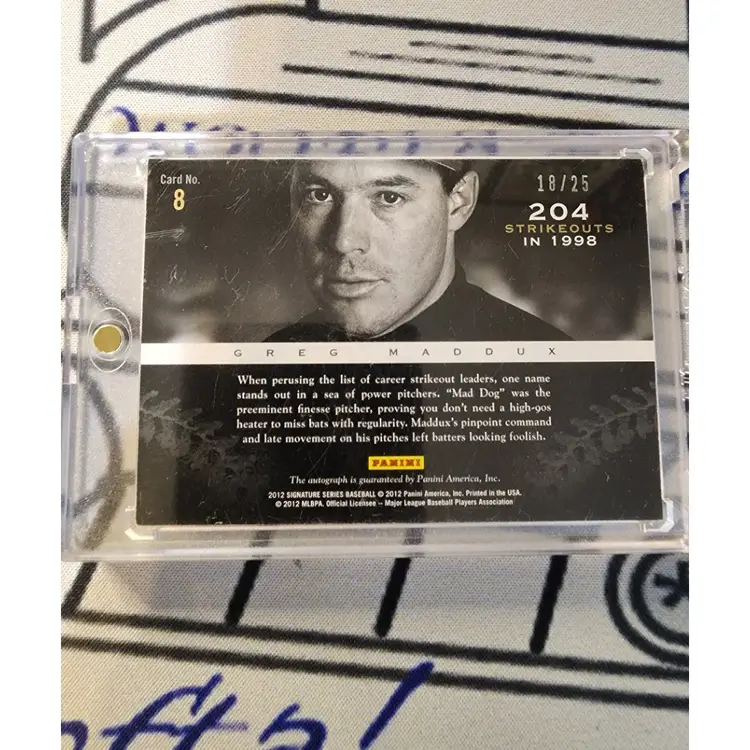 Card No.
8
18/25
204
STRIKEOUTS
IN 1998
GREG MADDUX
When perusing the list of career strikeout leaders, one name
stands out in a sea of power pitchers. “Mad Dog” was the
preeminent finesse pitcher, proving you don’t need a high-90s
heater to miss bats with regularity. Maddux’s pinpoint command
and late movement on his pitches left batters looking foolish.
PANINI
The autograph is guaranteed by Panini America, Inc.
2012 SIGNATURE SERIES BASEBALL © 2012 Panini America, Inc. Printed in the USA.
© 2012 MLBPA. Official Licensee – Major League Baseball Players Association